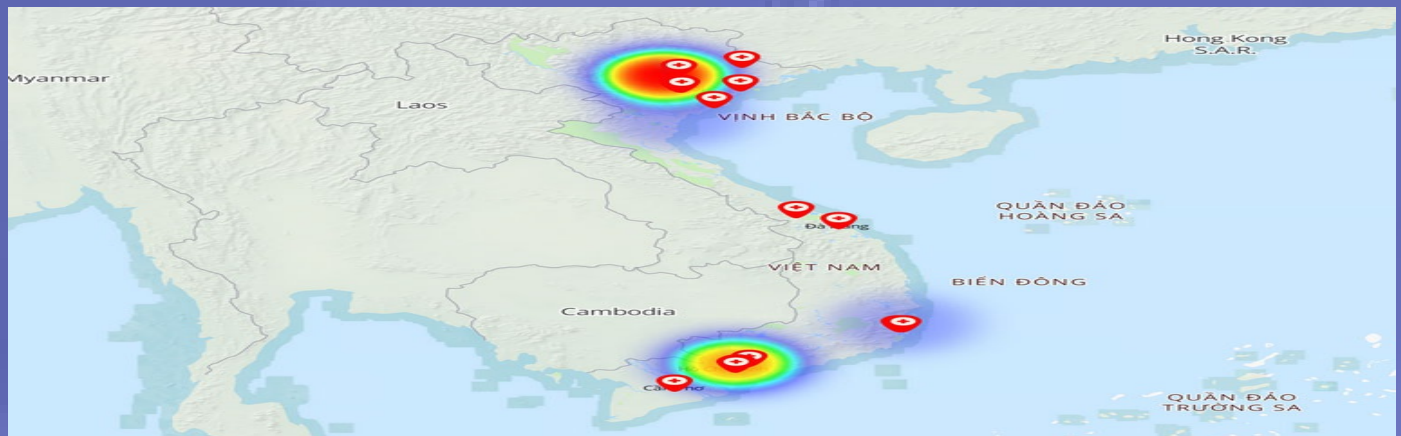 Hong Kong
S.A.R.
Myanmar
Laos
VỊNH BẮC BỘ
QUẦN ĐẢO
HOÀNG SA
VIỆT NAM
BIỂN ĐÔNG
Cambodia
QUẦN ĐẢO
TRƯỜNG SA